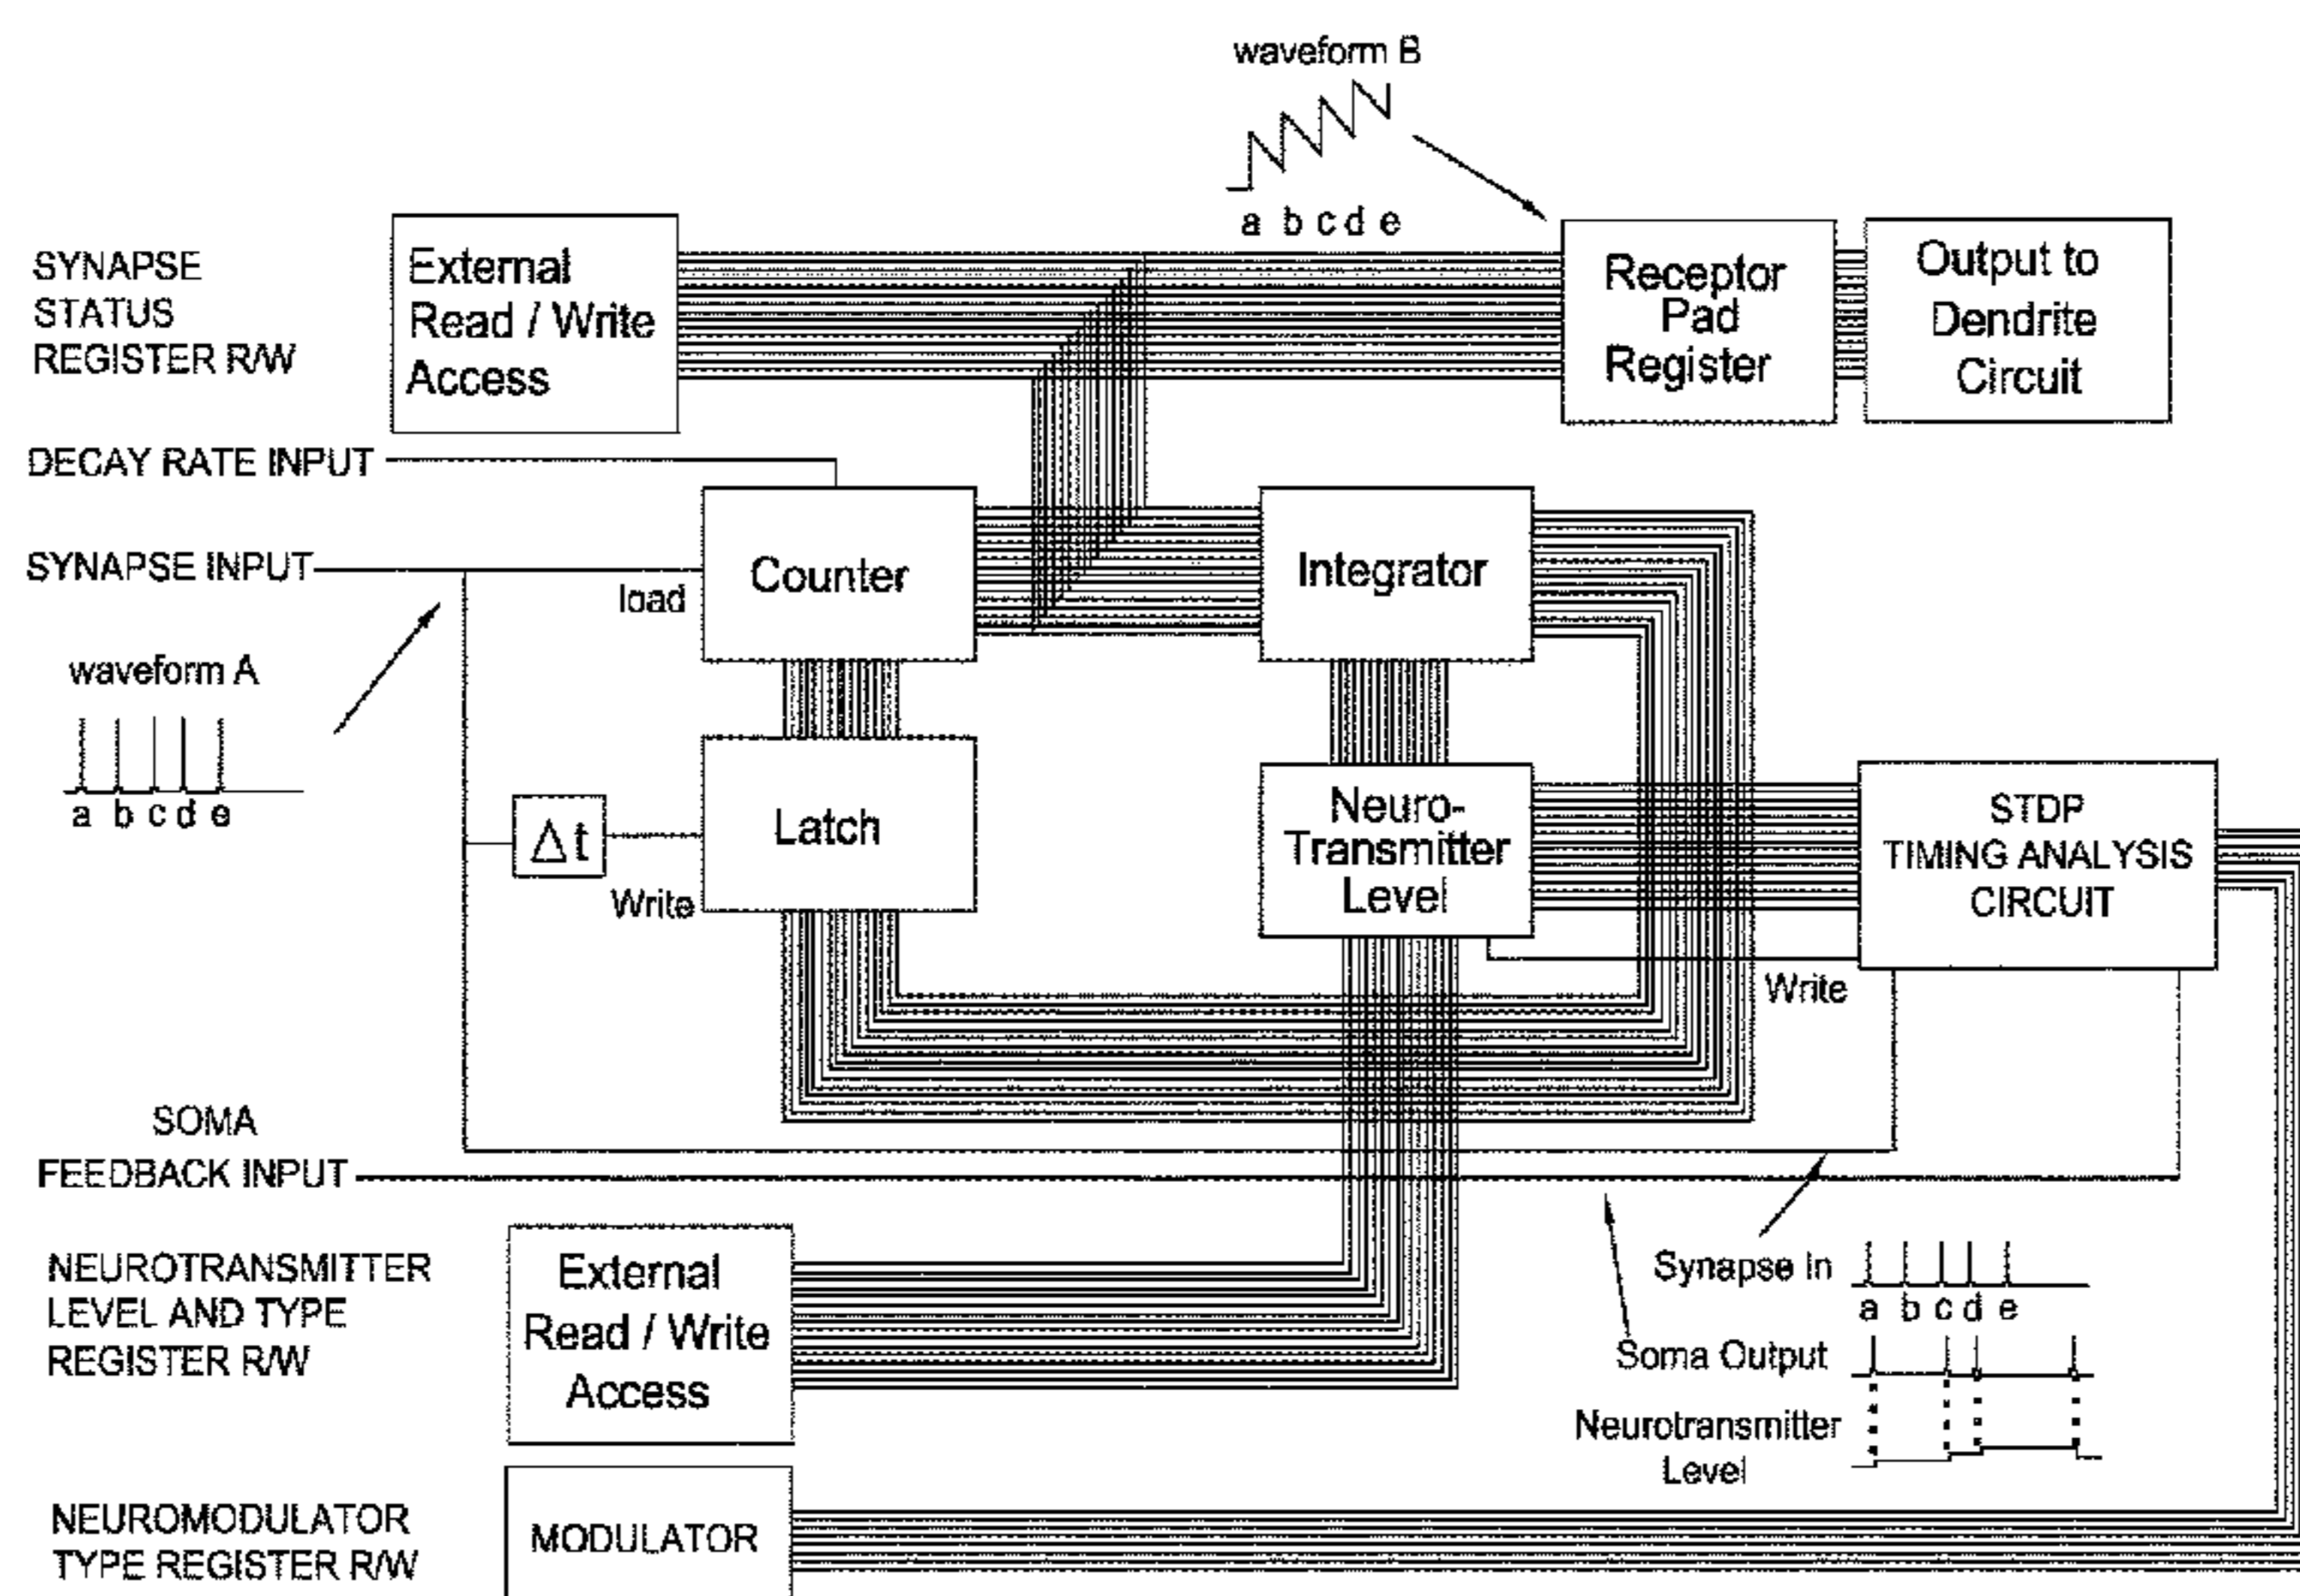 waveform B
a b c d e
SYNAPSE
STATUS
REGISTER R/W
External
Read / Write
Access
Receptor
Pad
Register
Output to
Dendrite
Circuit
DECAY RATE INPUT
SYNAPSE INPUT
load
Counter
Integrator
waveform A
a b c d e
Δt
Write
Latch
Neuro-
Transmitter
Level
STDP
TIMING ANALYSIS
CIRCUIT
Write
SOMA
FEEDBACK INPUT
NEUROTRANSMITTER
LEVEL AND TYPE
REGISTER R/W
External
Read / Write
Access
Synapse In
a b c d e
Soma Output
Neurotransmitter
Level
NEUROMODULATOR
TYPE REGISTER R/W
MODULATOR